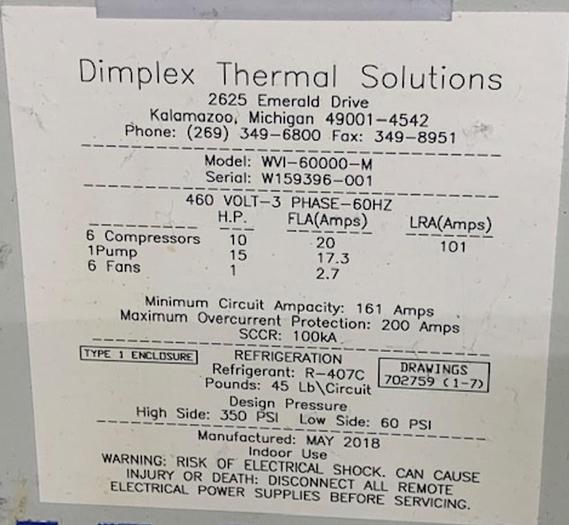 Dimplex Thermal Solutions
2625 Emerald Drive
Kalamazoo, Michigan 49001-4542
Phone: (269) 349-6800 Fax: 349-8951
Model: WVI-60000-M
Serial: W159396-001
460 VOLT-3 PHASE-60HZ
H.P. FLA(Amps) LRA(Amps)
6 Compressors 10 20 101
1Pump 15 17.3
6 Fans 1 2.7
Minimum Circuit Ampacity: 161 Amps
Maximum Overcurrent Protection: 200 Amps
SCCR: 100kA
TYPE 1 ENCLOSURE
REFRIGERATION
Refrigerant: R-407C
Pounds: 45 Lb\Circuit
DRAWINGS
702759 (1-7)
Design Pressure
High Side: 350 PSI Low Side: 60 PSI
Manufactured: MAY 2018
Indoor Use
WARNING: RISK OF ELECTRICAL SHOCK. CAN CAUSE
INJURY OR DEATH: DISCONNECT ALL REMOTE
ELECTRICAL POWER SUPPLIES BEFORE SERVICING.